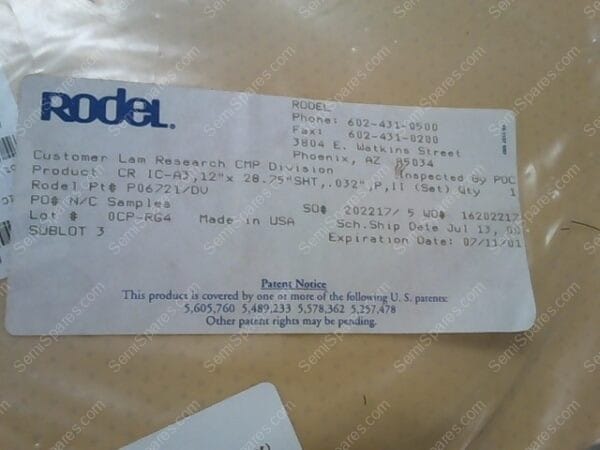 RODEL.
RODEL
Phone: 602-431-0500
Fax: 602-431-0200
3804 E. Watkins Street
Phoenix, AZ 85034
Customer Lam Research CMP Division
Inspected By PDC
Product CR IC-A3,12"x 28.75"SHT,.032",P,II (Set) Qty 1
Rodel Pt# P06721/DV
PO# N/C Samples
SO# 202217/ 5 WO# 16202217
Lot # 0CP-RG4 Made in USA
Sch.Ship Date Jul 13, 00
SUBLOT 3
Expiration Date: 07/11/01
Patent Notice
This product is covered by one or more of the following U. S. patents:
5,605,760 5,489,233 5,578,362 5,257,478
Other patent rights may be pending.
SemiSpares.com